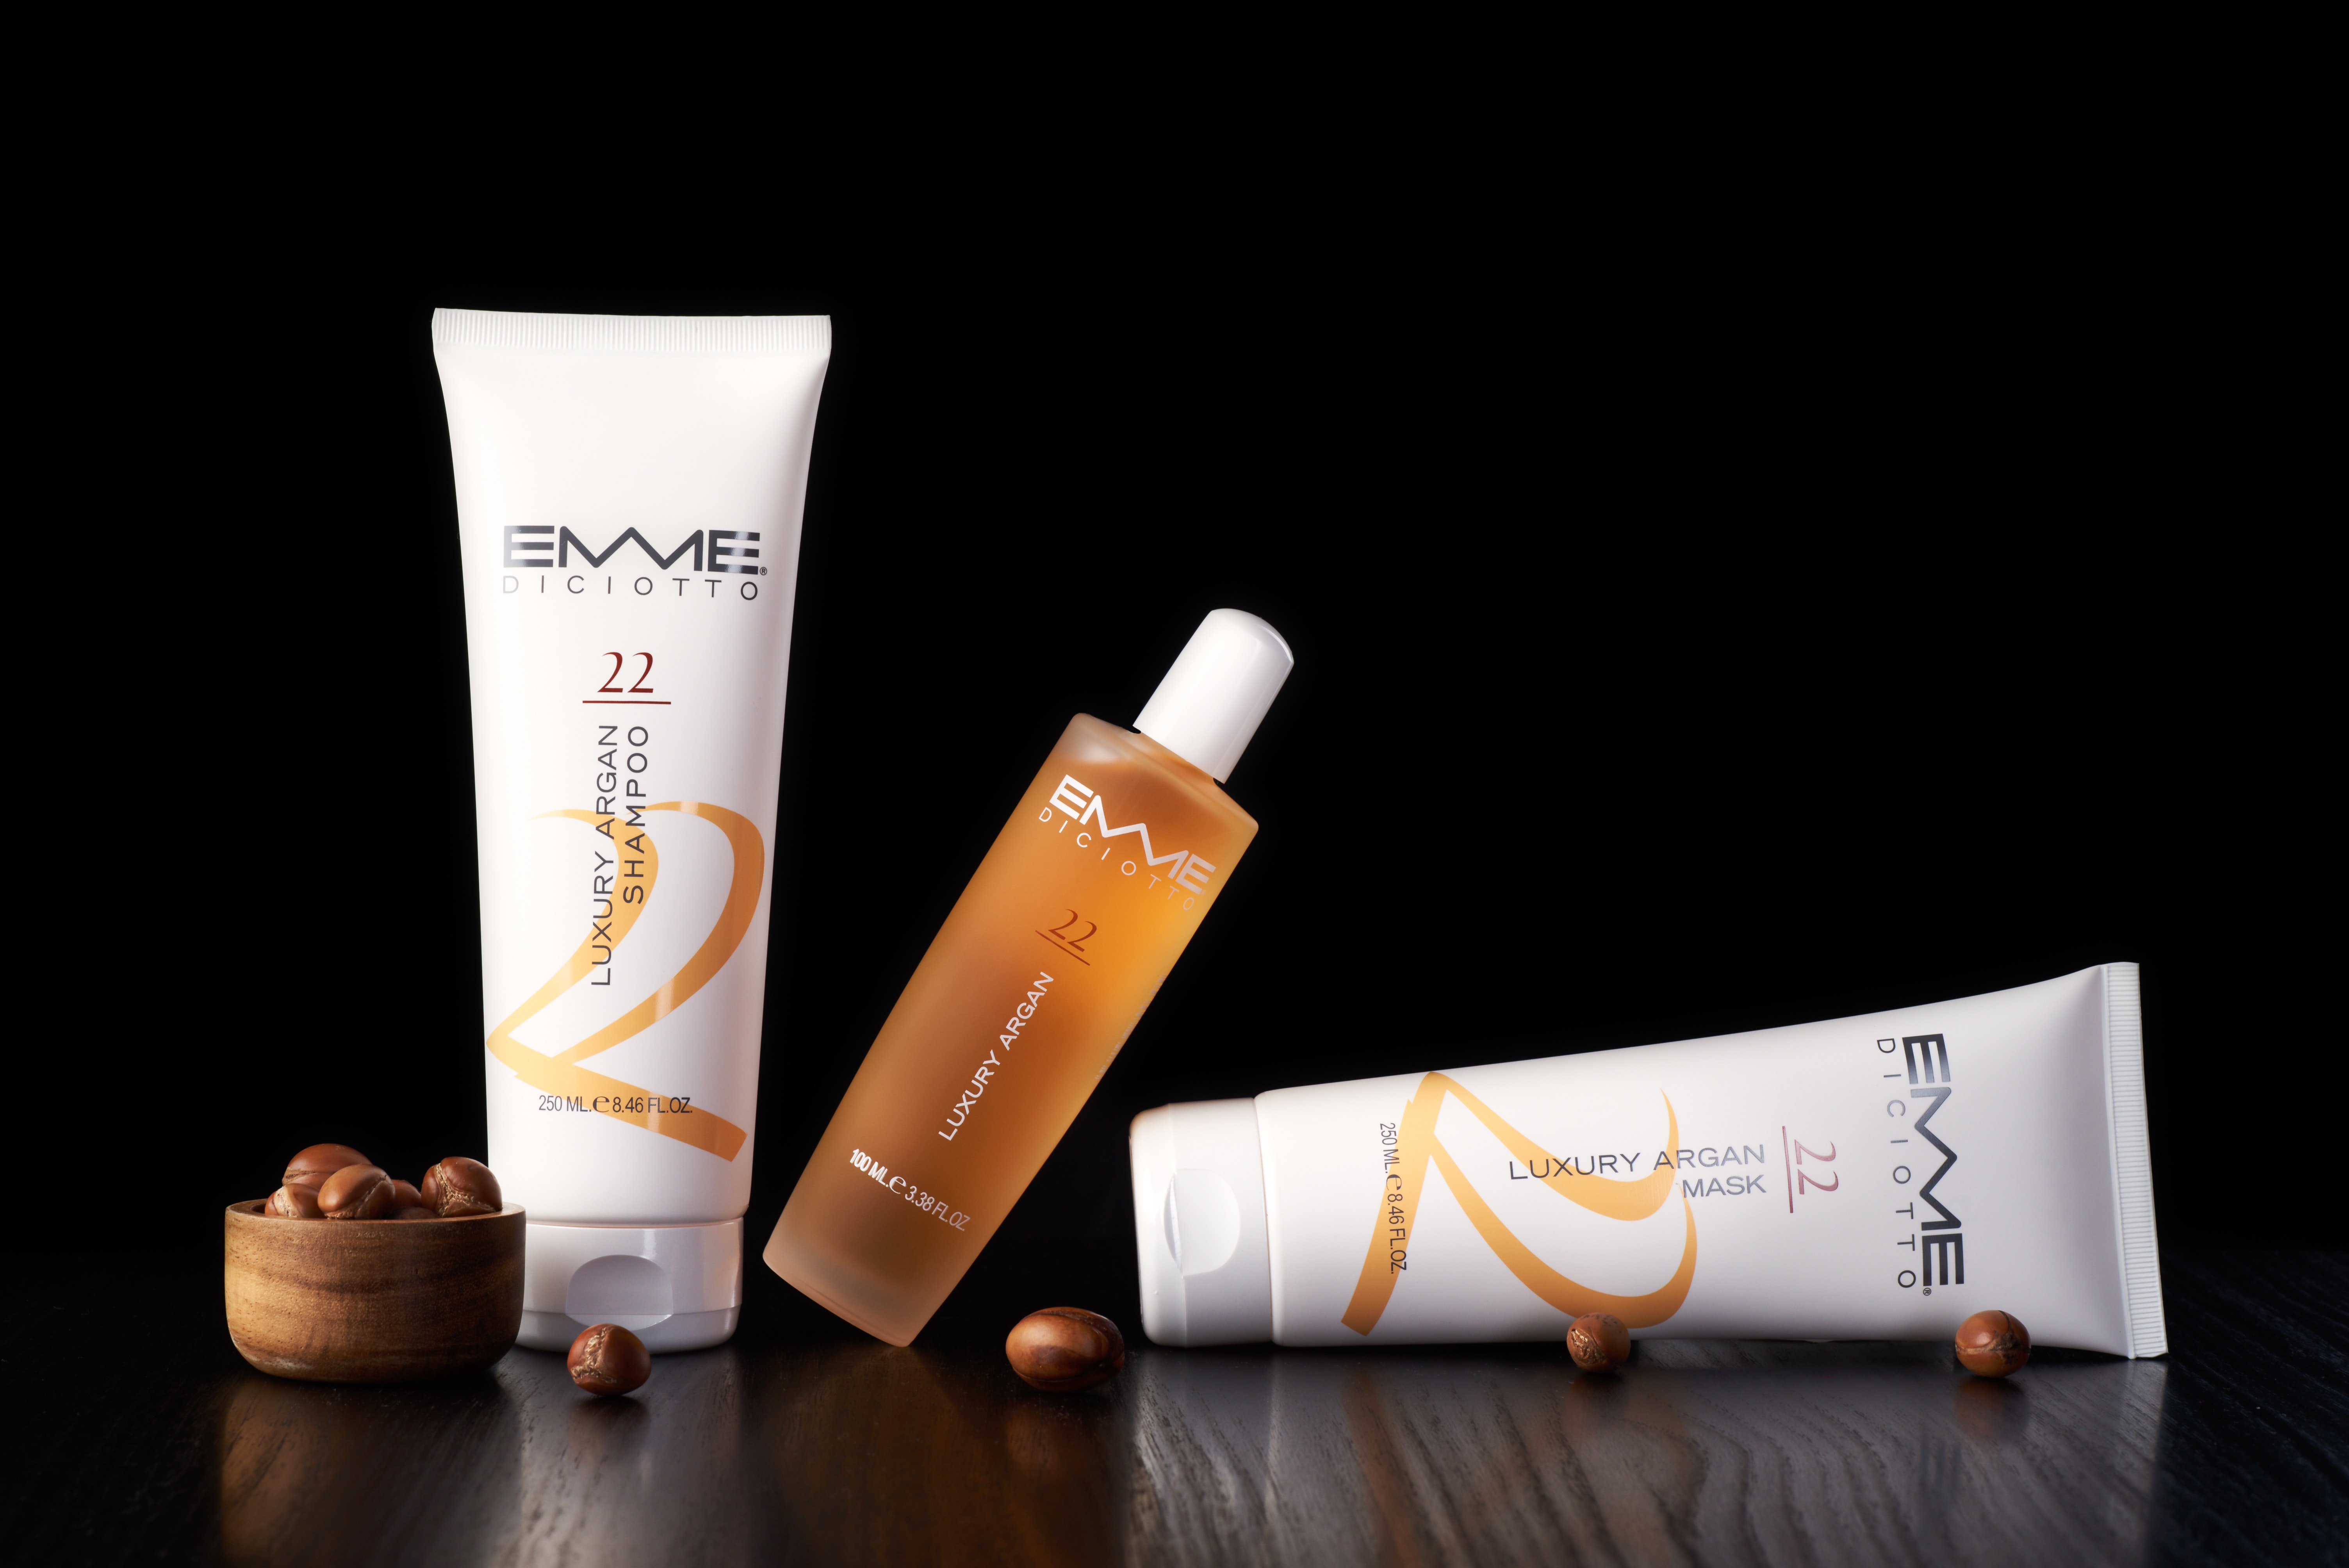 EMME®
DICIOTTO
22
LUXURY ARGAN
SHAMPOO
250 ML.℮8.46 FL.OZ.
EMME
DICIOTTO
22
LUXURY ARGAN
100 ML.℮3.38 FL.OZ
EMME®
DICIOTTO
22
LUXURY ARGAN
MASK
250 ML.℮8.46 FL.OZ.